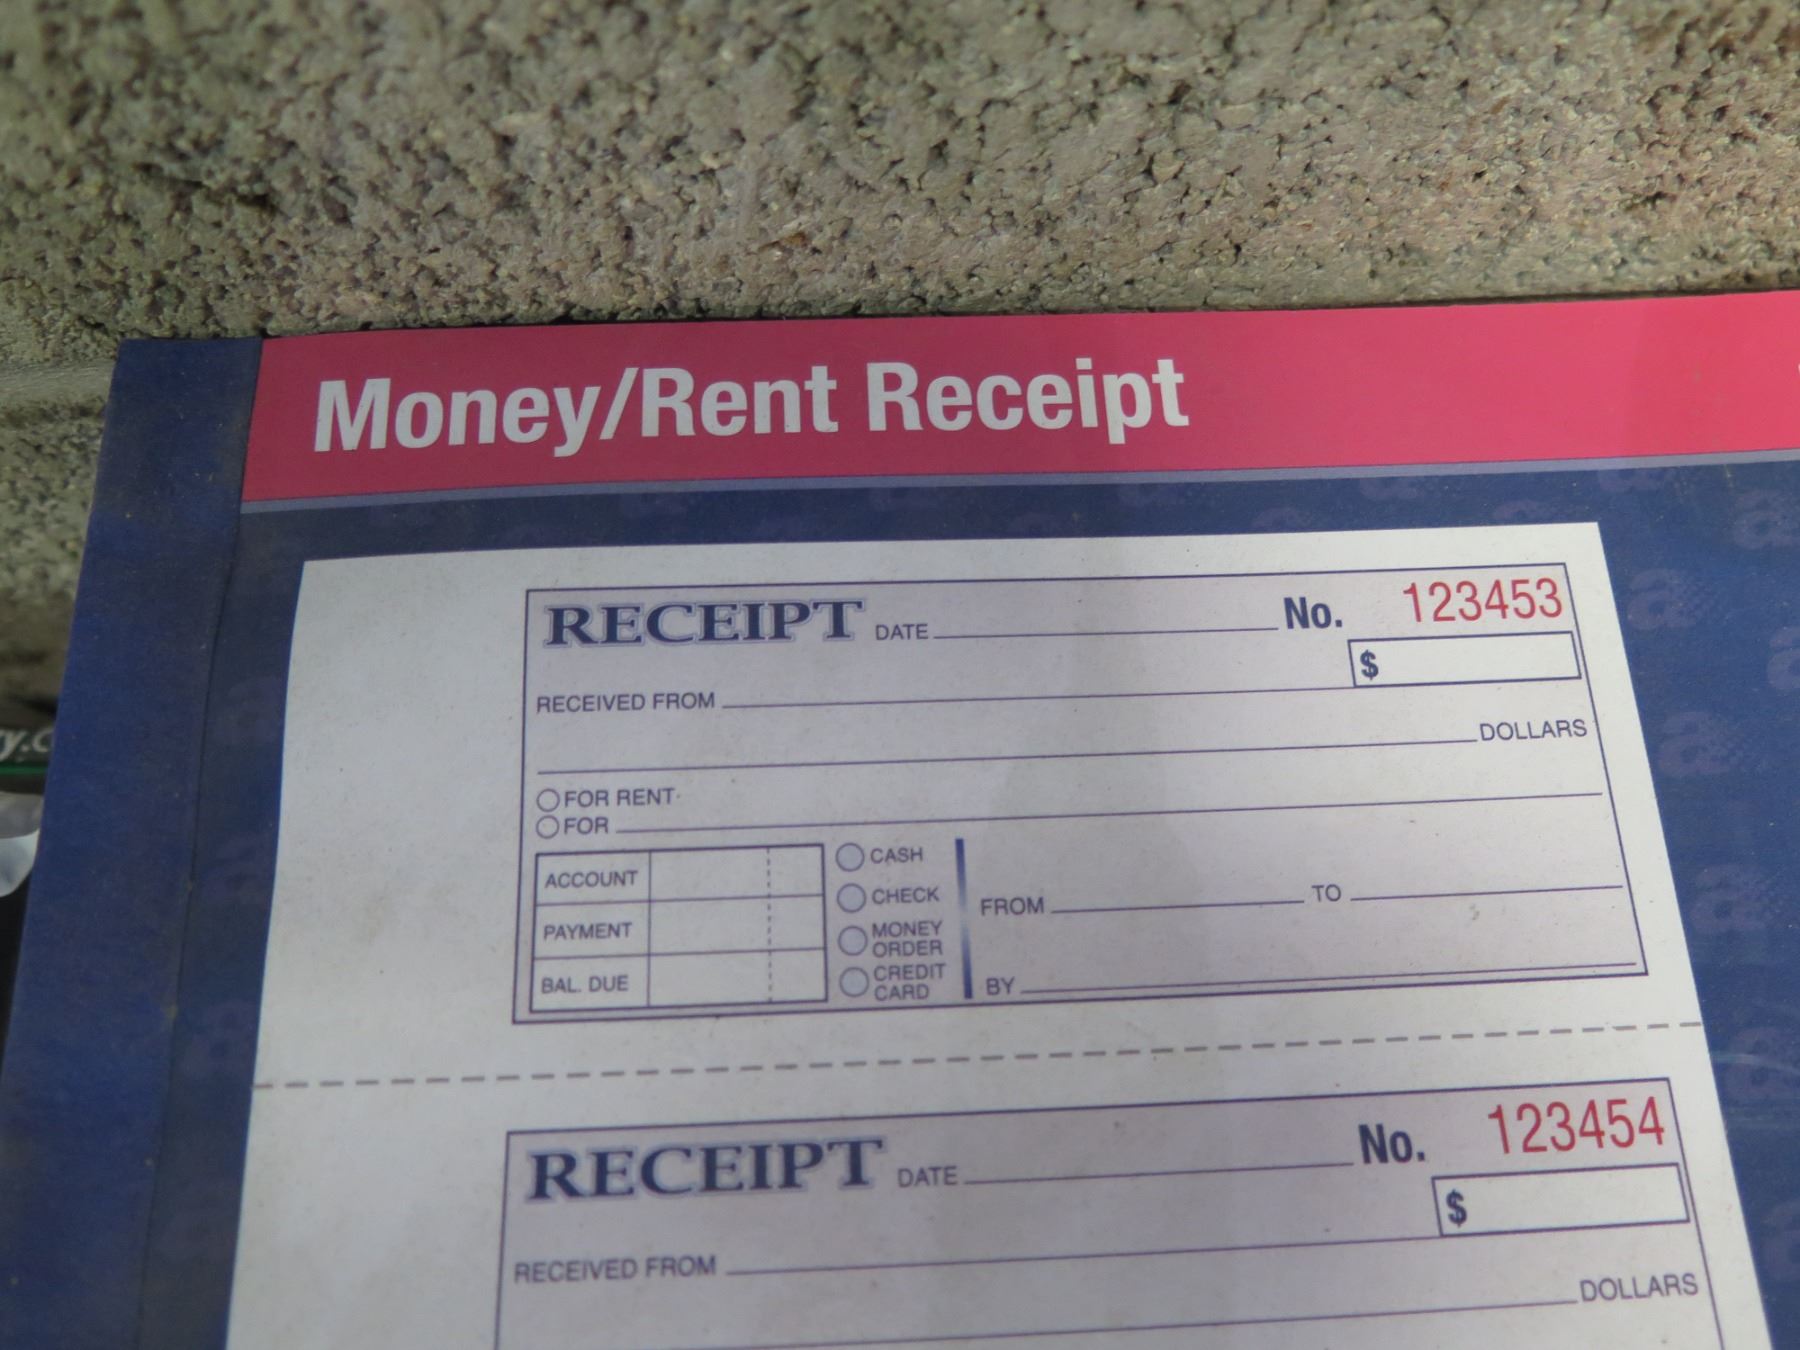 Money/Rent Receipt
RECEIPT DATE No. 123453
$
RECEIVED FROM
DOLLARS
FOR RENT
FOR
ACCOUNT
PAYMENT
BAL. DUE
CASH
CHECK
MONEY
ORDER
CREDIT
CARD
FROM TO
BY
RECEIPT DATE No. 123454
$
RECEIVED FROM
DOLLARS